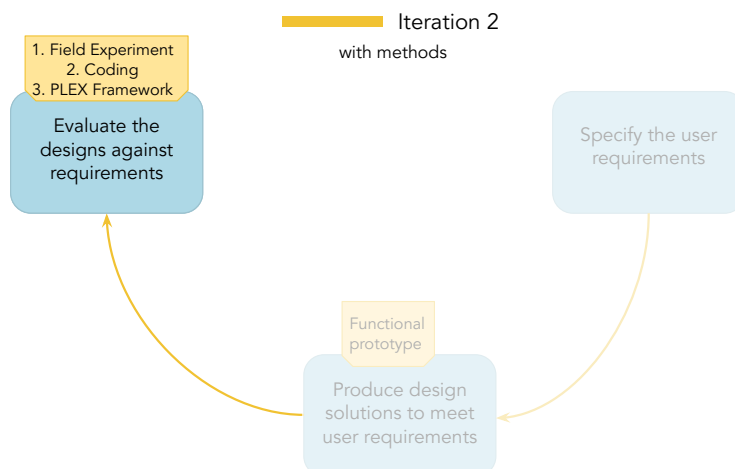 Iteration 2
with methods
1. Field Experiment
2. Coding
3. PLEX Framework
Evaluate the
designs against
requirements
Specify the user
requirements
Functional
prototype
Produce design
solutions to meet
user requirements